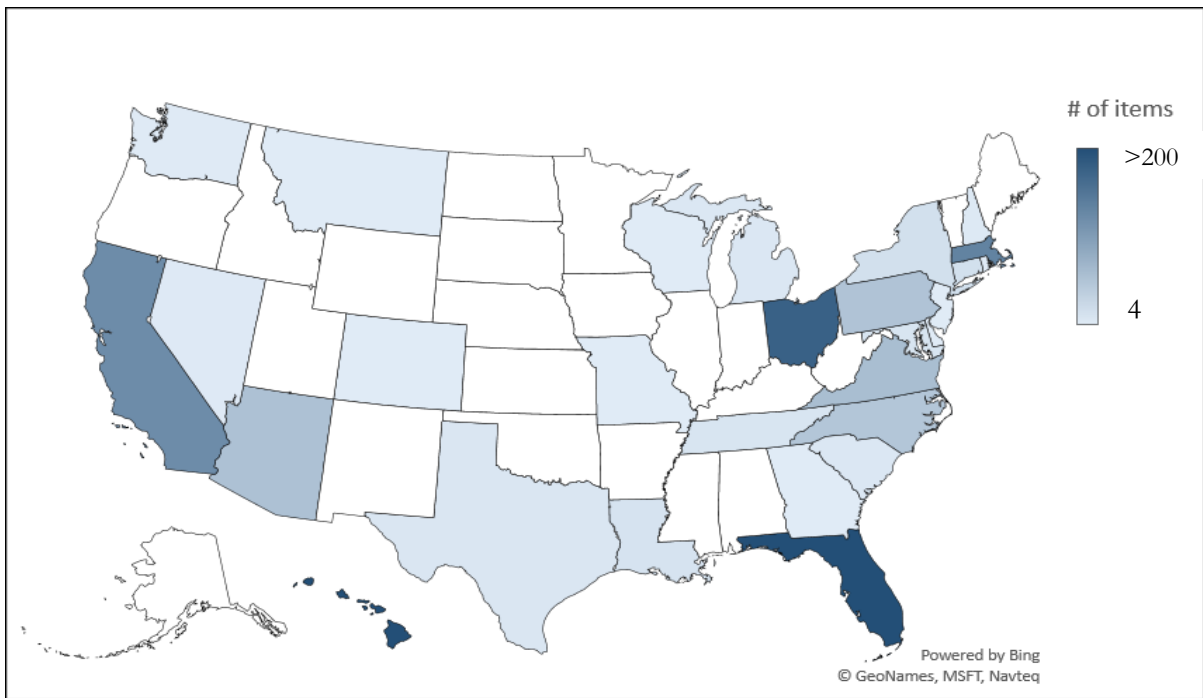 # of items
>200
4
Powered by Bing
© GeoNames, MSFT, Navteq